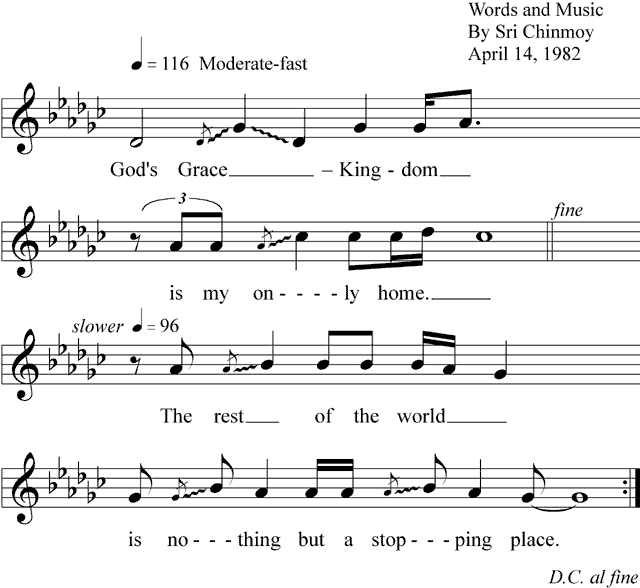 Words and Music
By Sri Chinmoy
April 14, 1982
= 116 Moderate-fast
God's Grace – King - dom
3
fine
is my on - - - - ly home.
slower = 96
The rest of the world
is no - - - thing but a stop - - - ping place.
D.C. al fine